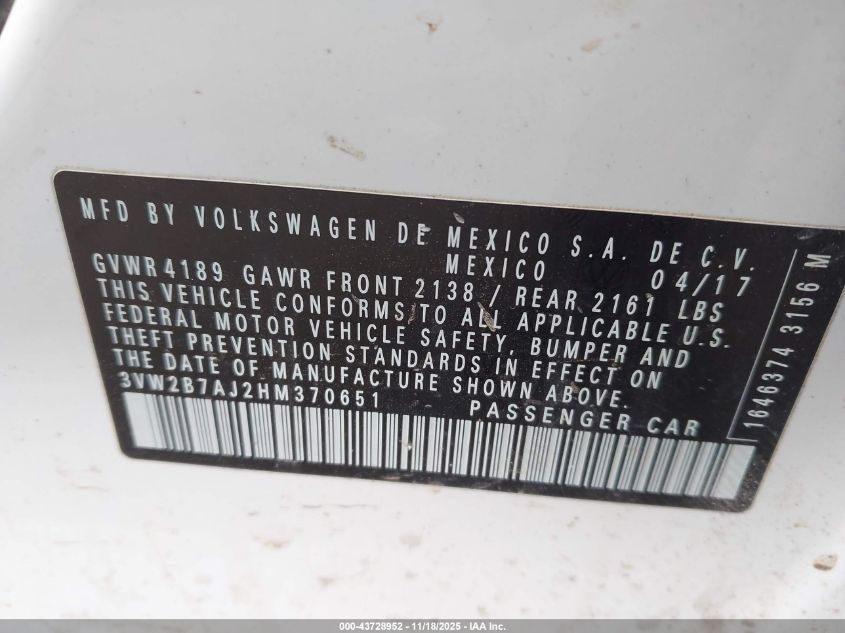 MFD BY VOLKSWAGEN DE MEXICO S.A. DE C.V.
MEXICO 04/17
GVWR 4189 GAWR FRONT 2138 / REAR 2161 LBS
THIS VEHICLE CONFORMS TO ALL APPLICABLE U.S.
FEDERAL MOTOR VEHICLE SAFETY, BUMPER AND
THEFT PREVENTION STANDARDS IN EFFECT ON
THE DATE OF MANUFACTURE SHOWN ABOVE.
3VW2B7AJ2HM370651 PASSENGER CAR
1646374 3156 M
000-43728952 - 11/18/2025 - IAA Inc.